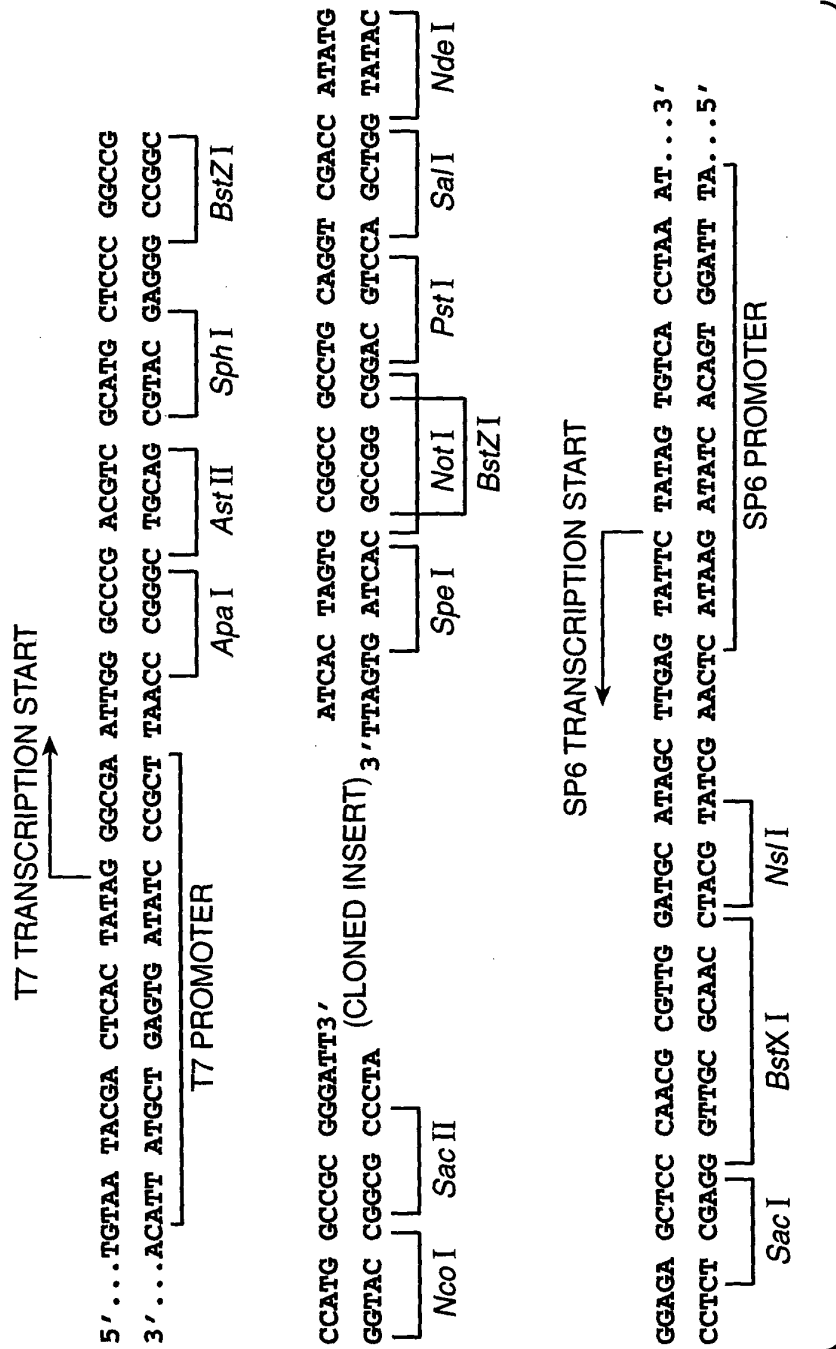 T7 TRANSCRIPTION START
5'...TGTAA TACGA CTCAC TATAG GGCGA ATTGG GCCCG ACGTC GCATG CTCCC GGCCG
3'...ACATT ATGCT GAGTG ATATC CCGCT TAACC CGGGC TGCAG CGTAC GAGGG CCGGC
T7 PROMOTER Apa I Ast II Sph I BstZ I
CCATG GCCGC GGGATT3' ATCAC TAGTG CGGCC GCCTG CAGGT CGACC ATATG
(CLONED INSERT)
GGTAC CGGCG CCCTA 3'TTAGTG ATCAC GCCGG CGGAC GTCCA GCTGG TATAC
Nco I Sac II Spe I Not I Pst I Sal I Nde I
BstZ I
SP6 TRANSCRIPTION START
GGAGA GCTCC CAACG CGTTG GATGC ATAGC TTGAG TATTC TATAG TGTCA CCTAA AT...3'
CCTCT CGAGG GTTGC GCAAC CTACG TATCG AACTC ATAAG ATATC ACAGT GGATT TA...5'
Sac I BstX I Nsl I SP6 PROMOTER